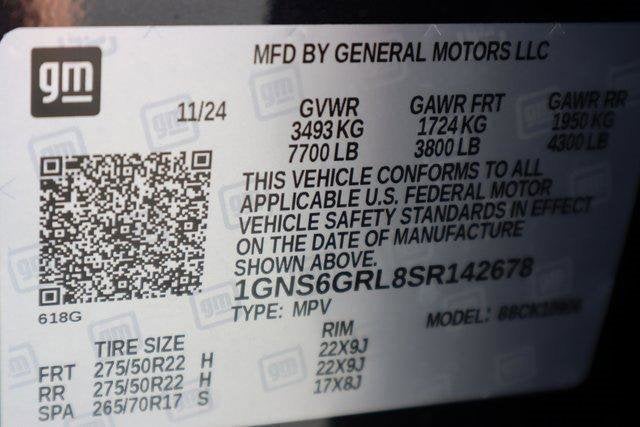 gm
MFD BY GENERAL MOTORS LLC
11/24 GVWR GAWR FRT GAWR RR
3493 KG 1724 KG 1950 KG
7700 LB 3800 LB 4300 LB
THIS VEHICLE CONFORMS TO ALL
APPLICABLE U.S. FEDERAL MOTOR
VEHICLE SAFETY STANDARDS IN EFFECT
ON THE DATE OF MANUFACTURE
SHOWN ABOVE.
1GNS6GRL8SR142678
618G
TYPE: MPV MODEL:
TIRE SIZE RIM
FRT 275/50R22 H 22X9J
RR 275/50R22 H 22X9J
SPA 265/70R17 S 17X8J